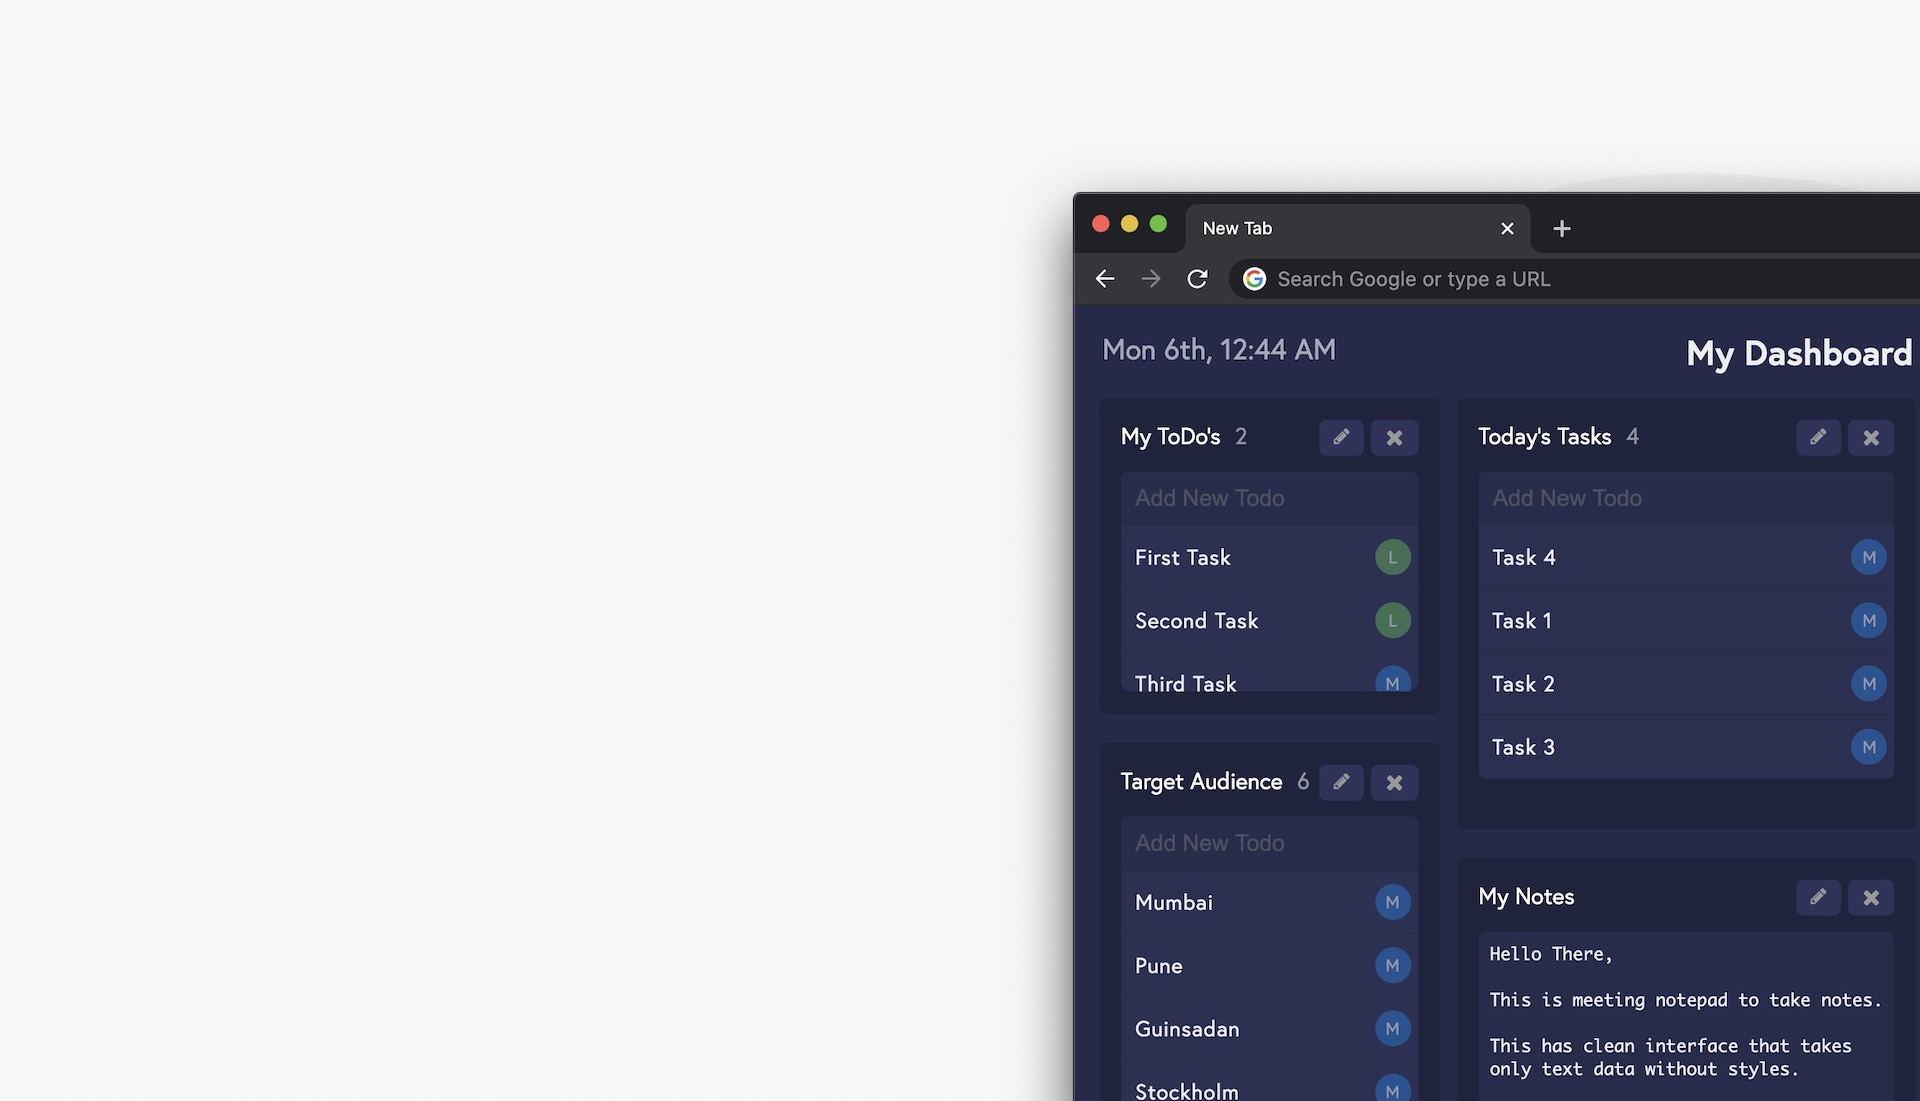 New Tab
Search Google or type a URL
Mon 6th, 12:44 AM
My Dashboard
My ToDo's 2
Add New Todo
First Task L
Second Task L
Third Task M
Today's Tasks 4
Add New Todo
Task 4 M
Task 1 M
Task 2 M
Task 3 M
Target Audience 6
Add New Todo
Mumbai M
Pune M
Guinsadan M
Stockholm M
My Notes
Hello There,
This is meeting notepad to take notes.
This has clean interface that takes
only text data without styles.